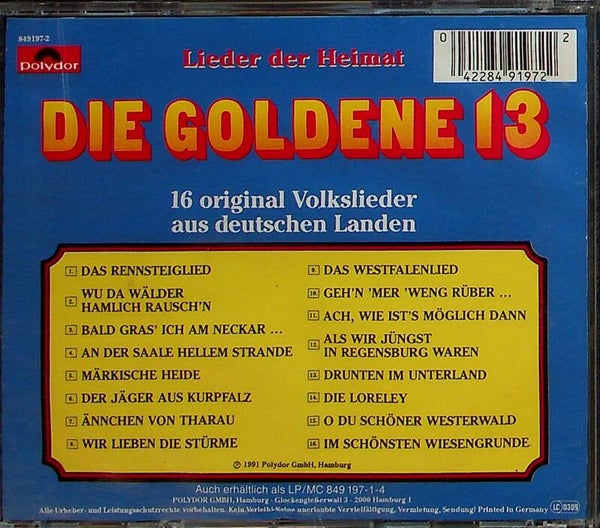 849197-2
Polydor
Lieder der Heimat
0 42284 91972 2
DIE GOLDENE 13
16 original Volkslieder
aus deutschen Landen
1. DAS RENNSTEIGLIED
2. WU DA WÄLDER
HAMLICH RAUSCH'N
3. BALD GRAS' ICH AM NECKAR ...
4. AN DER SAALE HELLEM STRANDE
5. MÄRKISCHE HEIDE
6. DER JÄGER AUS KURPFALZ
7. ÄNNCHEN VON THARAU
8. WIR LIEBEN DIE STÜRME
9. DAS WESTFALENLIED
10. GEH'N 'MER 'WENG RÜBER ...
11. ACH, WIE IST'S MÖGLICH DANN
12. ALS WIR JÜNGST
IN REGENSBURG WAREN
13. DRUNTEN IM UNTERLAND
14. DIE LORELEY
15. O DU SCHÖNER WESTERWALD
16. IM SCHÖNSTEN WIESENGRUNDE
℗ 1991 Polydor GmbH, Hamburg
Auch erhältlich als LP/MC 849 197-1-4
POLYDOR GMBH, Hamburg - Glockengießerwall 3 - 2000 Hamburg 1
Alle Urheber- und Leistungsschutzrechte vorbehalten. Kein Verleih! Keine unerlaubte Vervielfältigung, Vermietung, Sendung! Printed in Germany
LC 0309